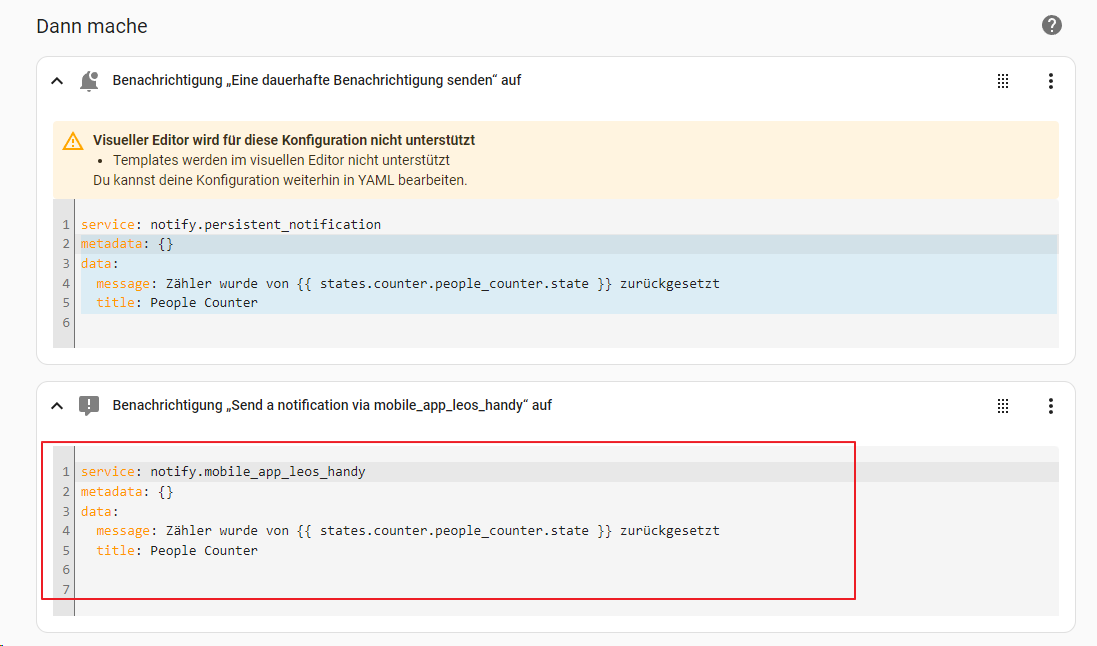 Dann mache
Benachrichtigung „Eine dauerhafte Benachrichtigung senden“ auf
Visueller Editor wird für diese Konfiguration nicht unterstützt
• Templates werden im visuellen Editor nicht unterstützt
Du kannst deine Konfiguration weiterhin in YAML bearbeiten.
1 service: notify.persistent_notification
2 metadata: {}
3 data:
4   message: Zähler wurde von {{ states.counter.people_counter.state }} zurückgesetzt
5   title: People Counter
6
Benachrichtigung „Send a notification via mobile_app_leos_handy“ auf
1 service: notify.mobile_app_leos_handy
2 metadata: {}
3 data:
4   message: Zähler wurde von {{ states.counter.people_counter.state }} zurückgesetzt
5   title: People Counter
6
7